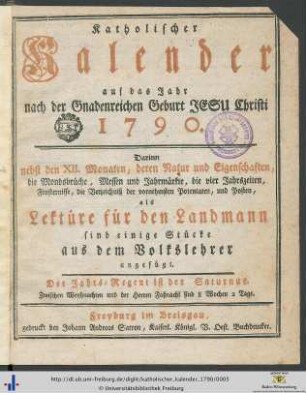 Katholischer
Kalender
auf das Jahr
nach der Gnadenreichen Geburt JESU Christi
1790.
Darinn
nebst den XII. Monaten, deren Natur und Eigenschaften,
die Mondsbrüche, Messen und Jahrmärkte, die vier Jahrszeiten,
Finsternisse, die Verzeichniß der vornehmsten Potentaten, und Posten,
als
Lektüre für den Landmann
sind einige Stücke
aus dem Volkslehrer
angefügt.
Der Jahrs-Regent ist der Saturnus.
Zwischen Weyhnachten und der Herren Faßnacht sind 7 Wochen 2 Tage.
Freyburg im Breisgau,
gedruckt bey Johann Andreas Satron, Kaiserl. Königl. V. Oest. Buchdrucker.
http://dl.ub.uni-freiburg.de/diglit/katholischer_kalender_1790/0003
© Universitätsbibliothek Freiburg
Baden-Württemberg